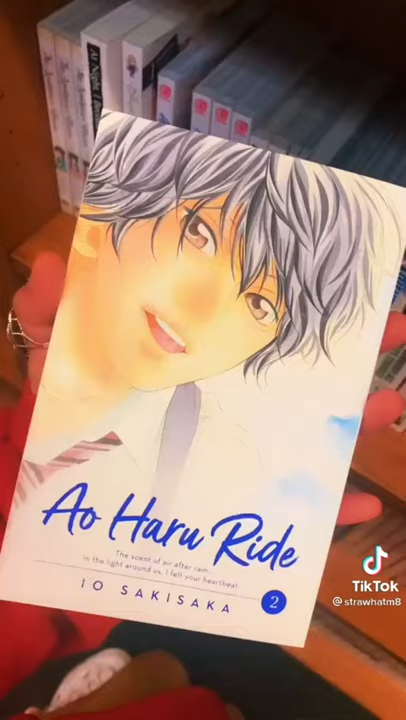 Ao Haru Ride
The scent of air after rain...
In the light around us, I felt your heartbeat.
IO SAKISAKA
2
TikTok
@strawhatm8